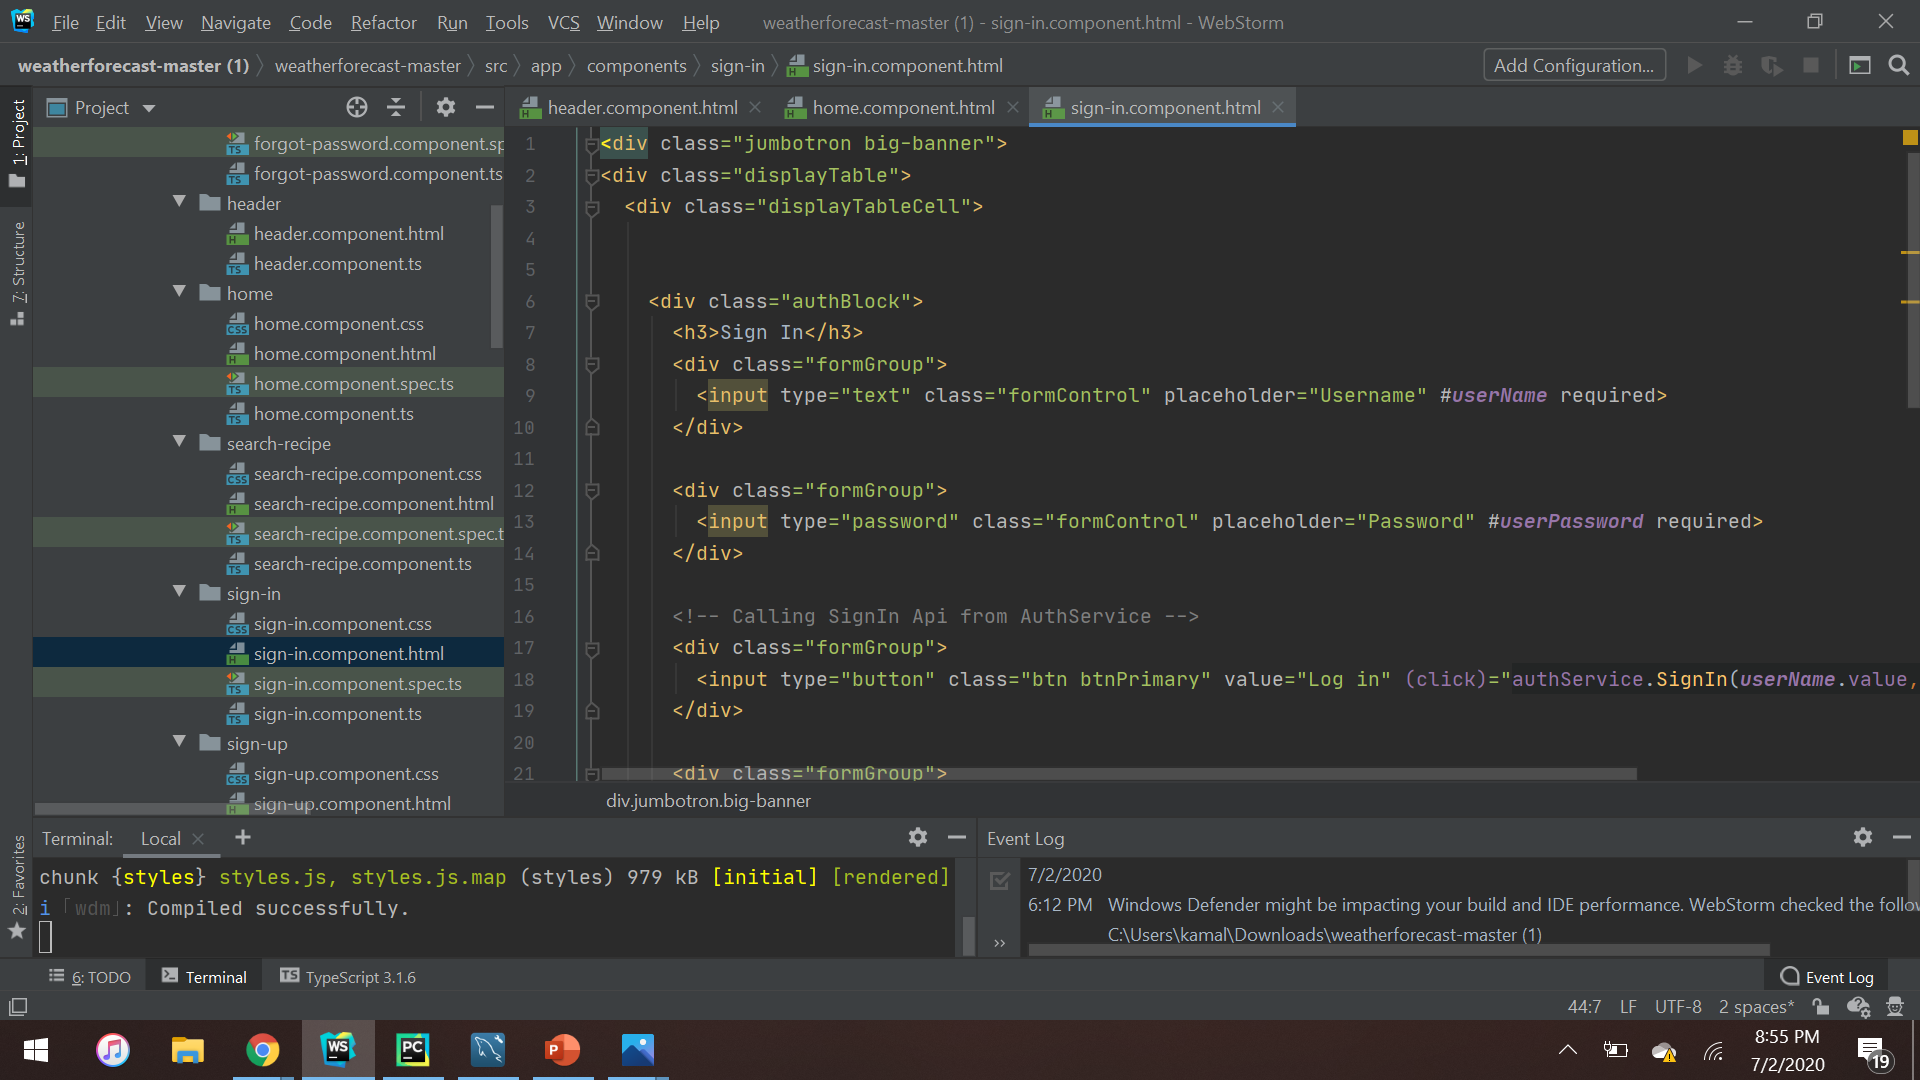 File Edit View Navigate Code Refactor Run Tools VCS Window Help weatherforecast-master (1) - sign-in.component.html - WebStorm
weatherforecast-master (1) weatherforecast-master src app components sign-in sign-in.component.html Add Configuration...
1: Project
7: Structure
2: Favorites
Project
forgot-password.component.sp
forgot-password.component.ts
header
header.component.html
header.component.ts
home
home.component.css
home.component.html
home.component.spec.ts
home.component.ts
search-recipe
search-recipe.component.css
search-recipe.component.html
search-recipe.component.spec.t
search-recipe.component.ts
sign-in
sign-in.component.css
sign-in.component.html
sign-in.component.spec.ts
sign-in.component.ts
sign-up
sign-up.component.css
sign-up.component.html
header.component.html home.component.html sign-in.component.html
1 <div class="jumbotron big-banner">
2 <div class="displayTable">
3 <div class="displayTableCell">
4
5
6 <div class="authBlock">
7 <h3>Sign In</h3>
8 <div class="formGroup">
9 <input type="text" class="formControl" placeholder="Username" #userName required>
10 </div>
11
12 <div class="formGroup">
13 <input type="password" class="formControl" placeholder="Password" #userPassword required>
14 </div>
15
16 <!-- Calling SignIn Api from AuthService -->
17 <div class="formGroup">
18 <input type="button" class="btn btnPrimary" value="Log in" (click)="authService.SignIn(userName.value,
19 </div>
20
21 <div class="formGroup">
div.jumbotron.big-banner
Terminal: Local
chunk {styles} styles.js, styles.js.map (styles) 979 kB [initial] [rendered]
i ｢wdm｣: Compiled successfully.
Event Log
7/2/2020
6:12 PM Windows Defender might be impacting your build and IDE performance. WebStorm checked the follov
C:\Users\kamal\Downloads\weatherforecast-master (1)
6: TODO Terminal TypeScript 3.1.6 Event Log
44:7 LF UTF-8 2 spaces*
8:55 PM
7/2/2020
19